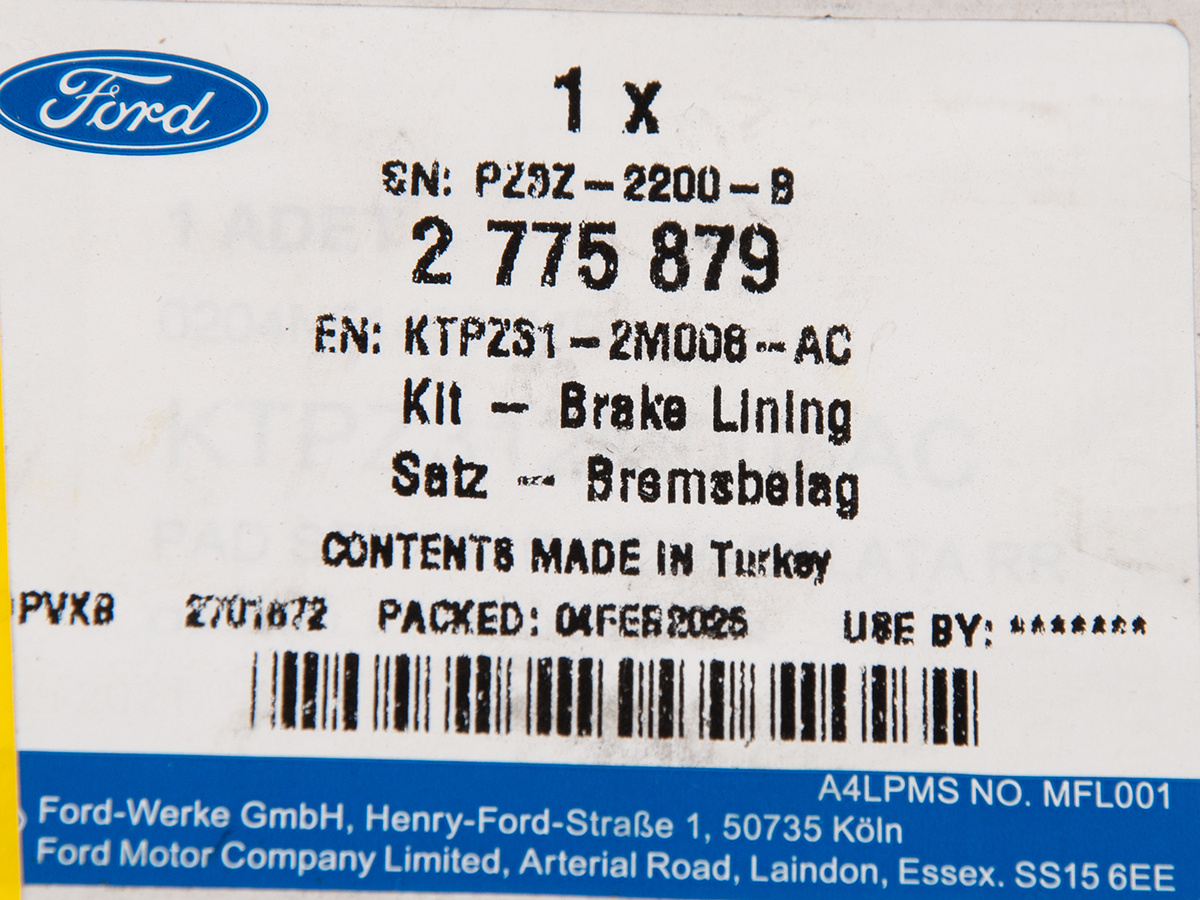 Ford
1 x
SN: PZ3Z-2200-B
2 775 879
EN: KTPZ31-2M008-AC
Kit - Brake Lining
Satz - Bremsbelag
CONTENTS MADE IN Turkey
PVXB 2701872 PACKED: 04FEB2025 USE BY: *******
A4LPMS NO. MFL001
Ford-Werke GmbH, Henry-Ford-Straße 1, 50735 Köln
Ford Motor Company Limited, Arterial Road, Laindon, Essex. SS15 6EE